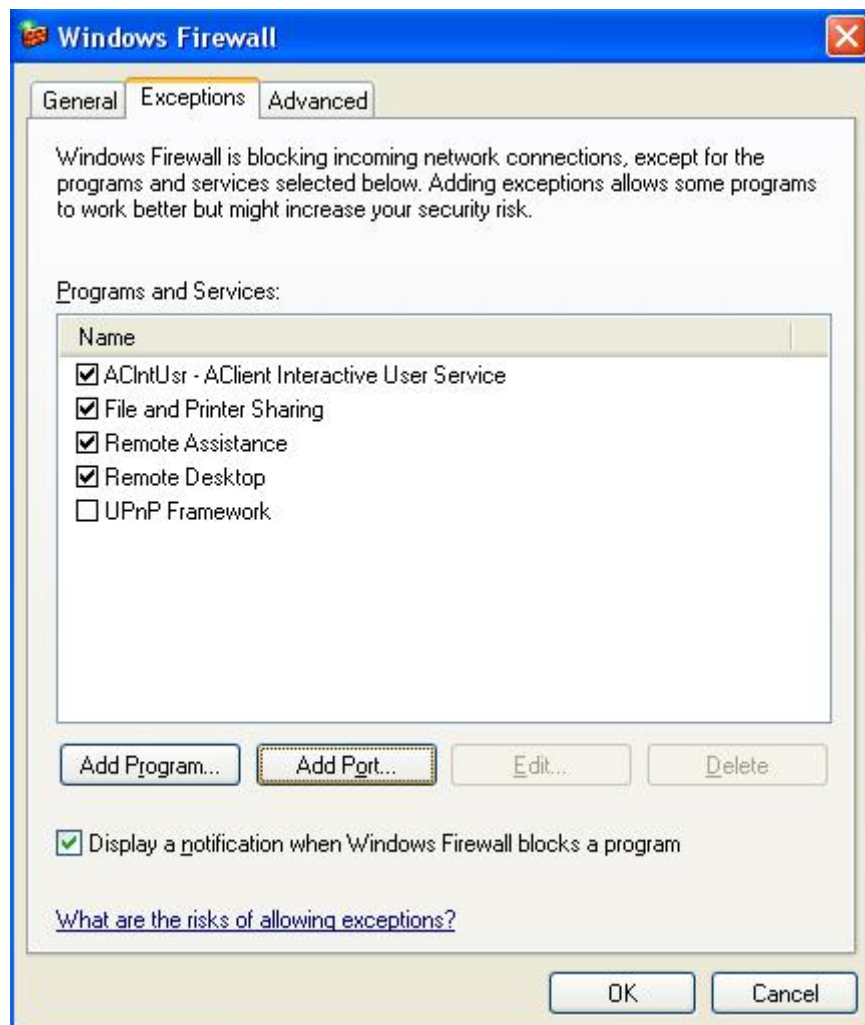 Windows Firewall
General
Exceptions
Advanced
Windows Firewall is blocking incoming network connections, except for the
programs and services selected below. Adding exceptions allows some programs
to work better but might increase your security risk.
Programs and Services:
Name
ACIntUsr - AClient Interactive User Service
File and Printer Sharing
Remote Assistance
Remote Desktop
UPnP Framework
Add Program...
Add Port...
Edit...
Delete
Display a notification when Windows Firewall blocks a program
What are the risks of allowing exceptions?
OK
Cancel